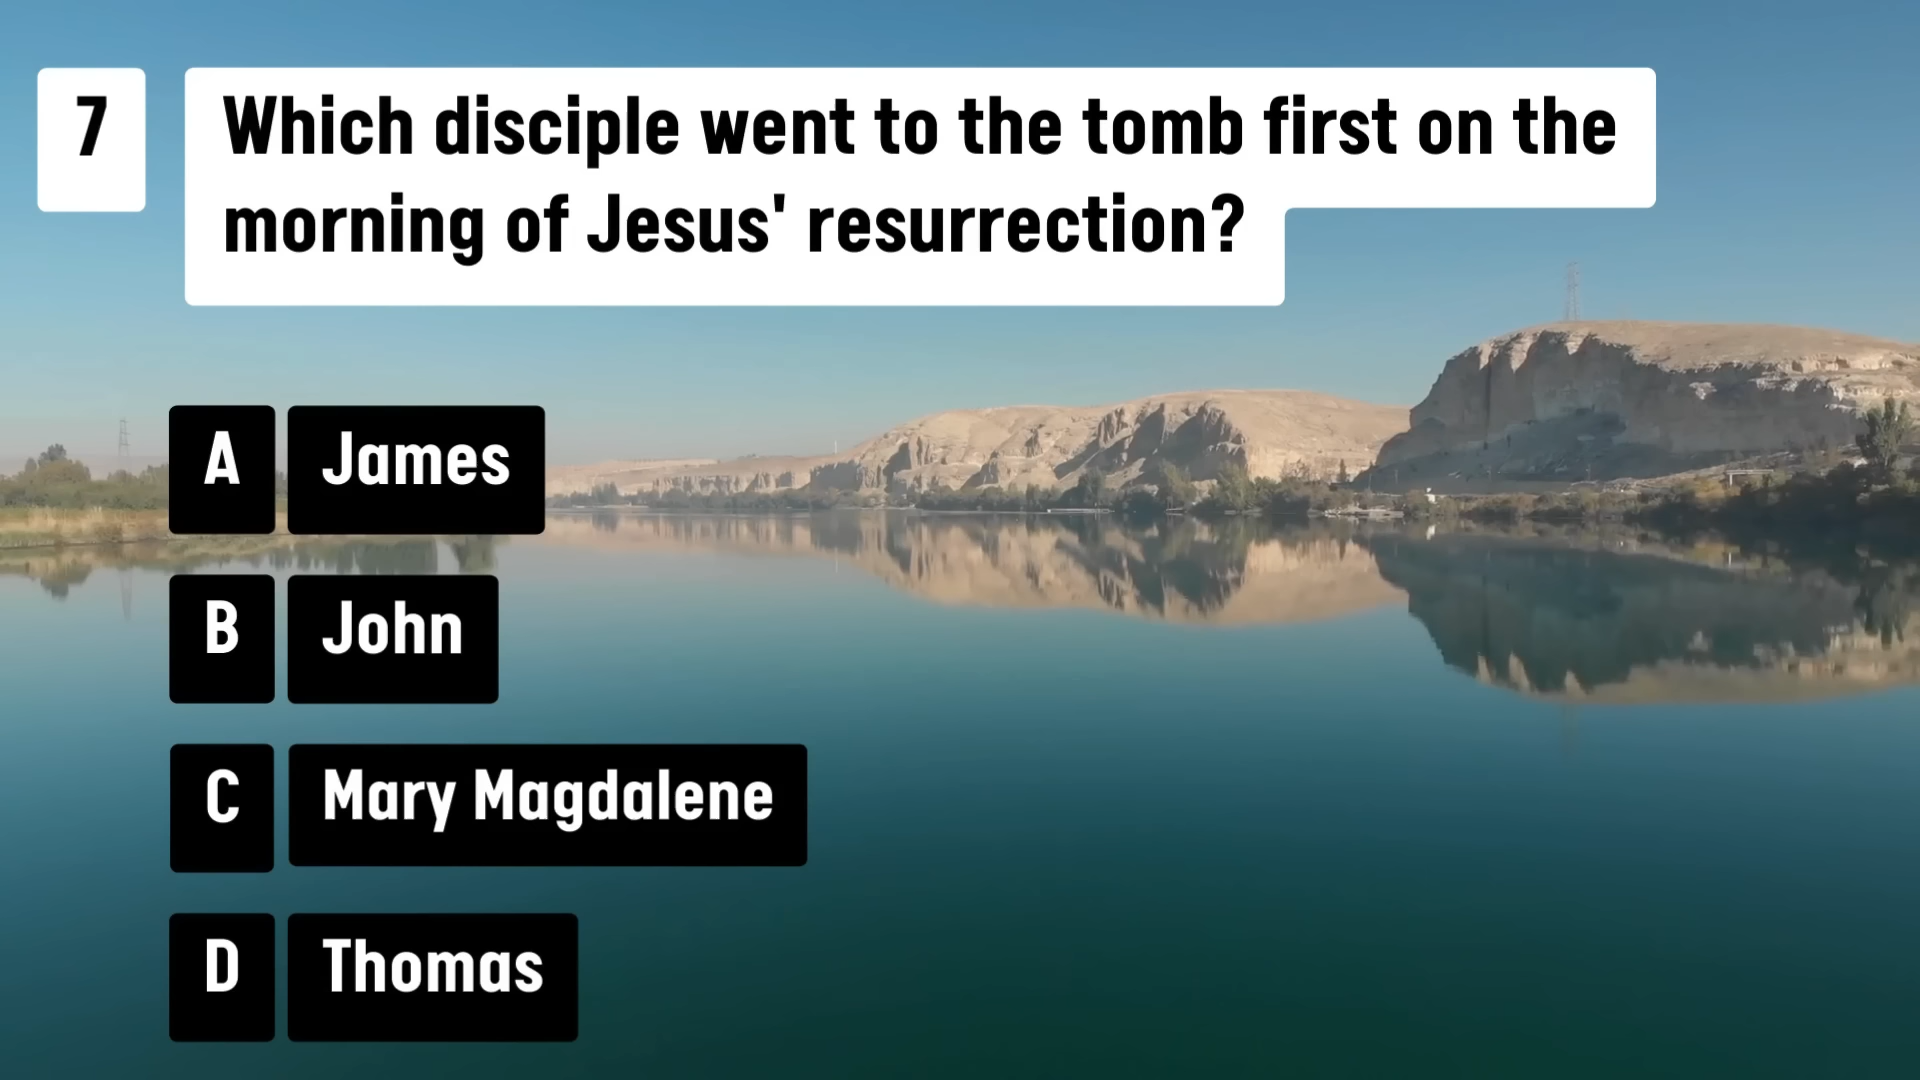 7
Which disciple went to the tomb first on the
morning of Jesus' resurrection?
A James
B John
C Mary Magdalene
D Thomas